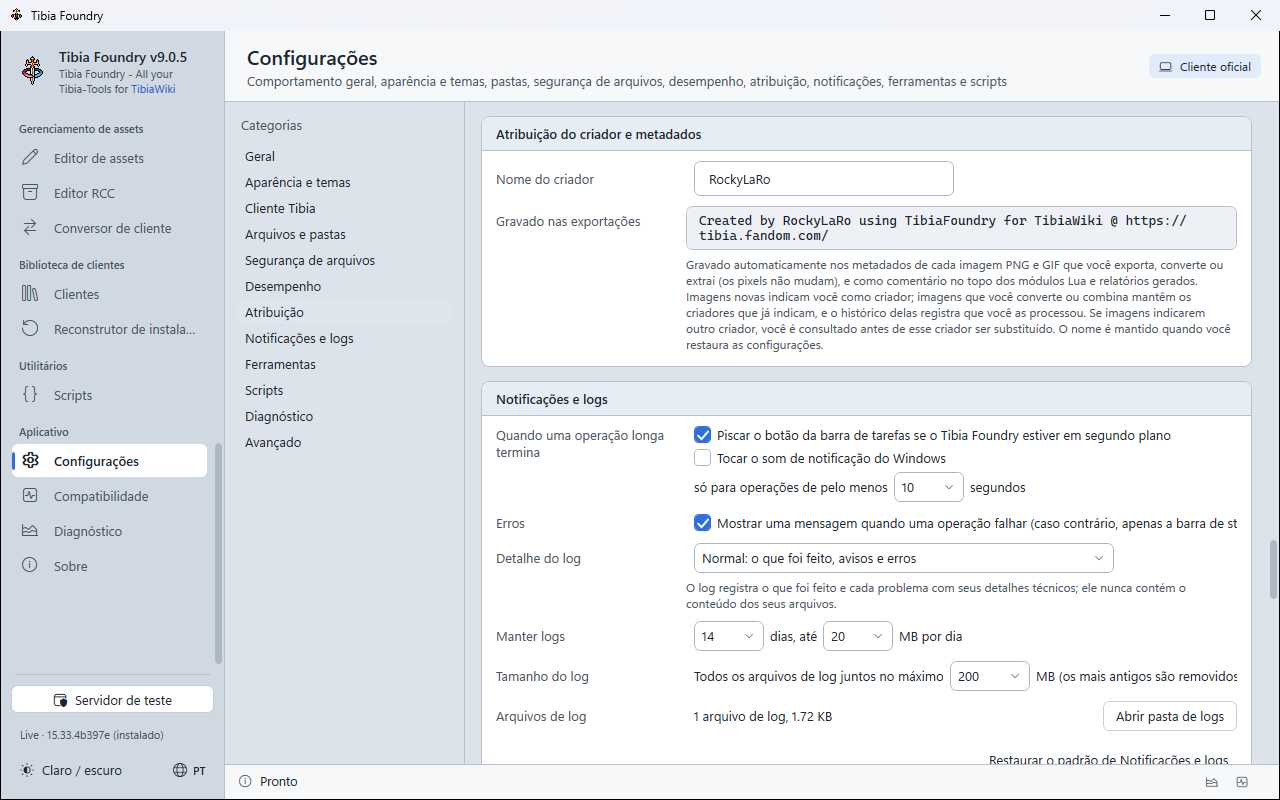 Tibia Foundry
Tibia Foundry v9.0.5
Tibia Foundry - All your
Tibia-Tools for TibiaWiki
Gerenciamento de assets
Editor de assets
Editor RCC
Conversor de cliente
Biblioteca de clientes
Clientes
Reconstrutor de instala...
Utilitários
Scripts
Aplicativo
Configurações
Compatibilidade
Diagnóstico
Sobre
Servidor de teste
Live · 15.33.4b397e (instalado)
Claro / escuro
PT
Configurações
Comportamento geral, aparência e temas, pastas, segurança de arquivos, desempenho, atribuição, notificações, ferramentas e scripts
Cliente oficial
Categorias
Geral
Aparência e temas
Cliente Tibia
Arquivos e pastas
Segurança de arquivos
Desempenho
Atribuição
Notificações e logs
Ferramentas
Scripts
Diagnóstico
Avançado
Atribuição do criador e metadados
Nome do criador
RockyLaRo
Gravado nas exportações
Created by RockyLaRo using TibiaFoundry for TibiaWiki @ https://
tibia.fandom.com/
Gravado automaticamente nos metadados de cada imagem PNG e GIF que você exporta, converte ou
extrai (os pixels não mudam), e como comentário no topo dos módulos Lua e relatórios gerados.
Imagens novas indicam você como criador; imagens que você converte ou combina mantêm os
criadores que já indicam, e o histórico delas registra que você as processou. Se imagens indicarem
outro criador, você é consultado antes de esse criador ser substituído. O nome é mantido quando você
restaura as configurações.
Notificações e logs
Quando uma operação longa
termina
Piscar o botão da barra de tarefas se o Tibia Foundry estiver em segundo plano
Tocar o som de notificação do Windows
só para operações de pelo menos 10 segundos
Erros
Mostrar uma mensagem quando uma operação falhar (caso contrário, apenas a barra de st
Detalhe do log
Normal: o que foi feito, avisos e erros
O log registra o que foi feito e cada problema com seus detalhes técnicos; ele nunca contém o
conteúdo dos seus arquivos.
Manter logs
14 dias, até 20 MB por dia
Tamanho do log
Todos os arquivos de log juntos no máximo 200 MB (os mais antigos são removidos
Arquivos de log
1 arquivo de log, 1.72 KB
Abrir pasta de logs
Restaurar o padrão de Notificações e logs
Pronto